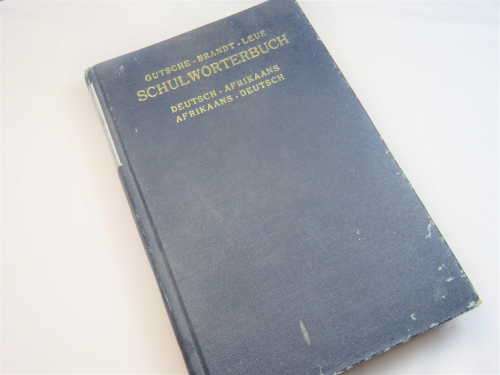 GUTSCHE-BRANDT-LEUE
SCHULWÖRTERBUCH
DEUTSCH-AFRIKAANS
AFRIKAANS-DEUTSCH